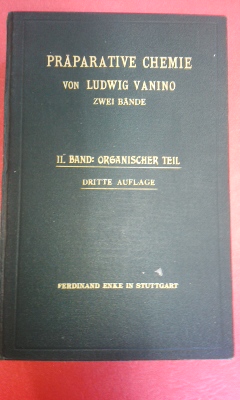 PRÄPARATIVE CHEMIE
VON LUDWIG VANINO
ZWEI BÄNDE
II. BAND: ORGANISCHER TEIL
DRITTE AUFLAGE
FERDINAND ENKE IN STUTTGART